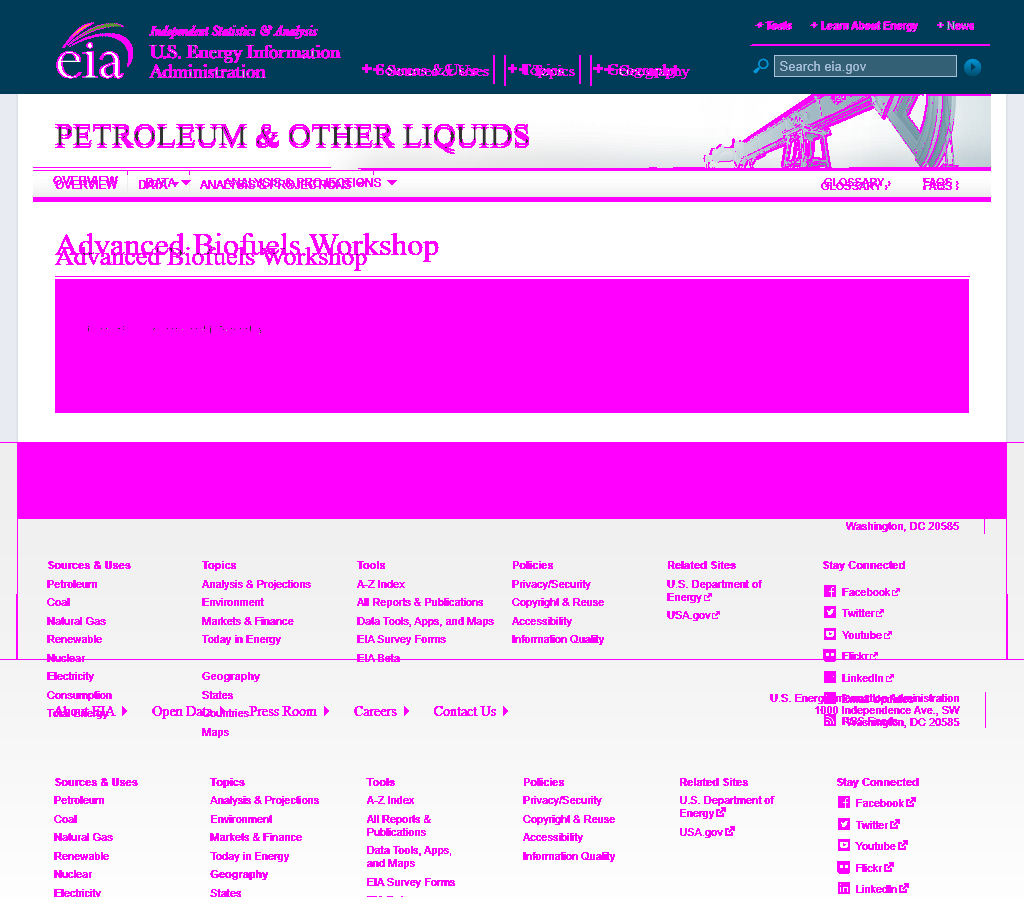 Independent Statistics & Analysis
U.S. Energy Information
Administration
eia
+ Tools + Learn About Energy + News
+ Sources & Uses + Topics + Geography
Search eia.gov
PETROLEUM & OTHER LIQUIDS
OVERVIEW DATA ANALYSIS & PROJECTIONS GLOSSARY › FAQS ›
OVERVIEW DATA ANALYSIS & PROJECTIONS GLOSSARY › FAQS ›
Advanced Biofuels Workshop
Advanced Biofuels Workshop
Washington, DC 20585
Sources & Uses
Petroleum
Coal
Natural Gas
Renewable
Nuclear
Electricity
Consumption
Total Energy
Topics
Analysis & Projections
Environment
Markets & Finance
Today in Energy
Geography
States
Countries
Maps
Tools
A-Z Index
All Reports & Publications
Data Tools, Apps, and Maps
EIA Survey Forms
EIA Beta
Policies
Privacy/Security
Copyright & Reuse
Accessibility
Information Quality
Related Sites
U.S. Department of
Energy
USA.gov
Stay Connected
Facebook
Twitter
Youtube
Flickr
LinkedIn
Email Updates
RSS Feeds
About EIA Open Data Press Room Careers Contact Us
U.S. Energy Information Administration
1000 Independence Ave., SW
Washington, DC 20585
Sources & Uses
Petroleum
Coal
Natural Gas
Renewable
Nuclear
Electricity
Topics
Analysis & Projections
Environment
Markets & Finance
Today in Energy
Geography
States
Tools
A-Z Index
All Reports &
Publications
Data Tools, Apps,
and Maps
EIA Survey Forms
Policies
Privacy/Security
Copyright & Reuse
Accessibility
Information Quality
Related Sites
U.S. Department of
Energy
USA.gov
Stay Connected
Facebook
Twitter
Youtube
Flickr
LinkedIn